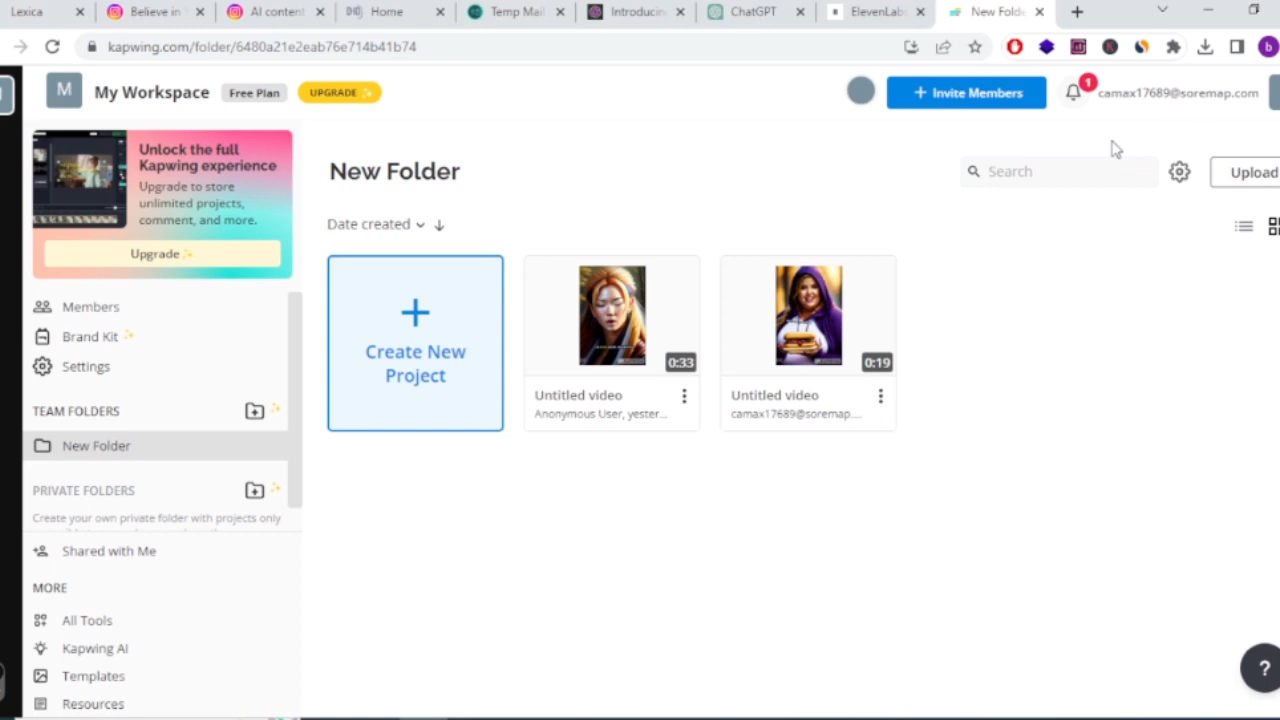 Lexica
Believe in
AI content
Home
Temp Mail
Introducin
ChatGPT
ElevenLabs
New Folde
kapwing.com/folder/6480a21e2eab76e714b41b74
b
M
My Workspace
Free Plan
UPGRADE
+ Invite Members
1
camax17689@soremap.com
Unlock the full
Kapwing experience
Upgrade to store
unlimited projects,
comment, and more.
Upgrade
New Folder
Search
Upload
Date created
Create New
Project
0:33
Untitled video
Anonymous User, yester...
0:19
Untitled video
camax17689@soremap....
Members
Brand Kit
Settings
TEAM FOLDERS
New Folder
PRIVATE FOLDERS
Create your own private folder with projects only
Shared with Me
MORE
All Tools
Kapwing AI
Templates
Resources
?